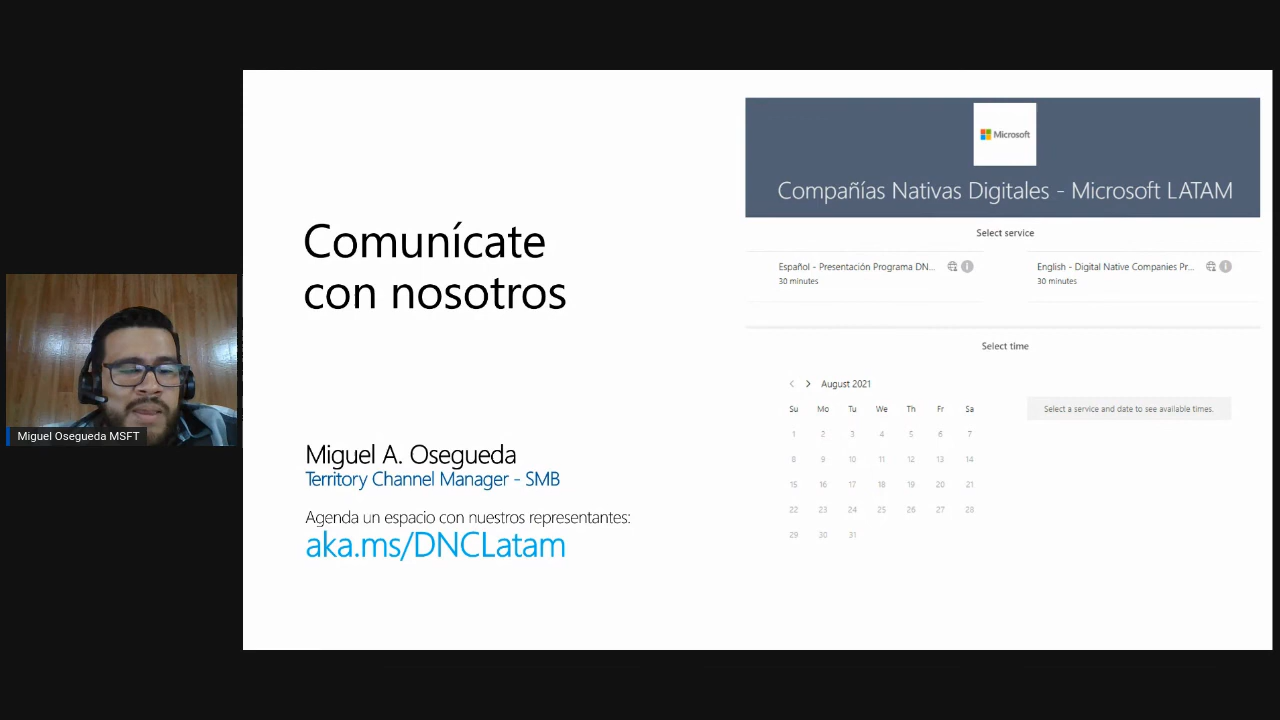 Microsoft
Compañías Nativas Digitales - Microsoft LATAM
Select service
Español - Presentación Programa DN...
30 minutes
English - Digital Native Companies Pr...
30 minutes
Select time
August 2021
Su Mo Tu We Th Fr Sa
1 2 3 4 5 6 7
8 9 10 11 12 13 14
15 16 17 18 19 20 21
22 23 24 25 26 27 28
29 30 31
Select a service and date to see available times.
Comunícate
con nosotros
Miguel A. Osegueda
Territory Channel Manager - SMB
Agenda un espacio con nuestros representantes:
aka.ms/DNCLatam
Miguel Osegueda MSFT